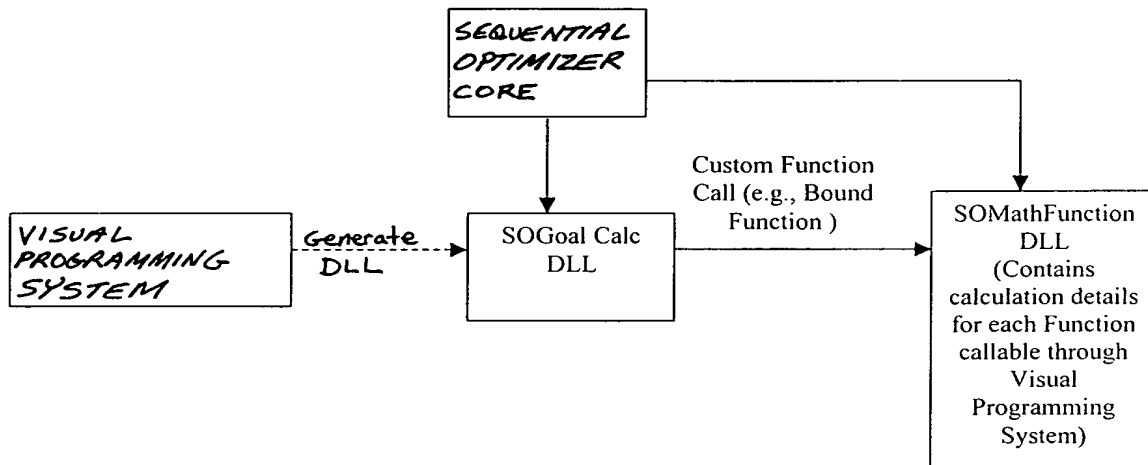 SEQUENTIAL
OPTIMIZER
CORE
Custom Function
Call (e.g., Bound
Function )
VISUAL
PROGRAMMING
SYSTEM
Generate
DLL
SOGoal Calc
DLL
SOMathFunction
DLL
(Contains
calculation details
for each Function
callable through
Visual
Programming
System)